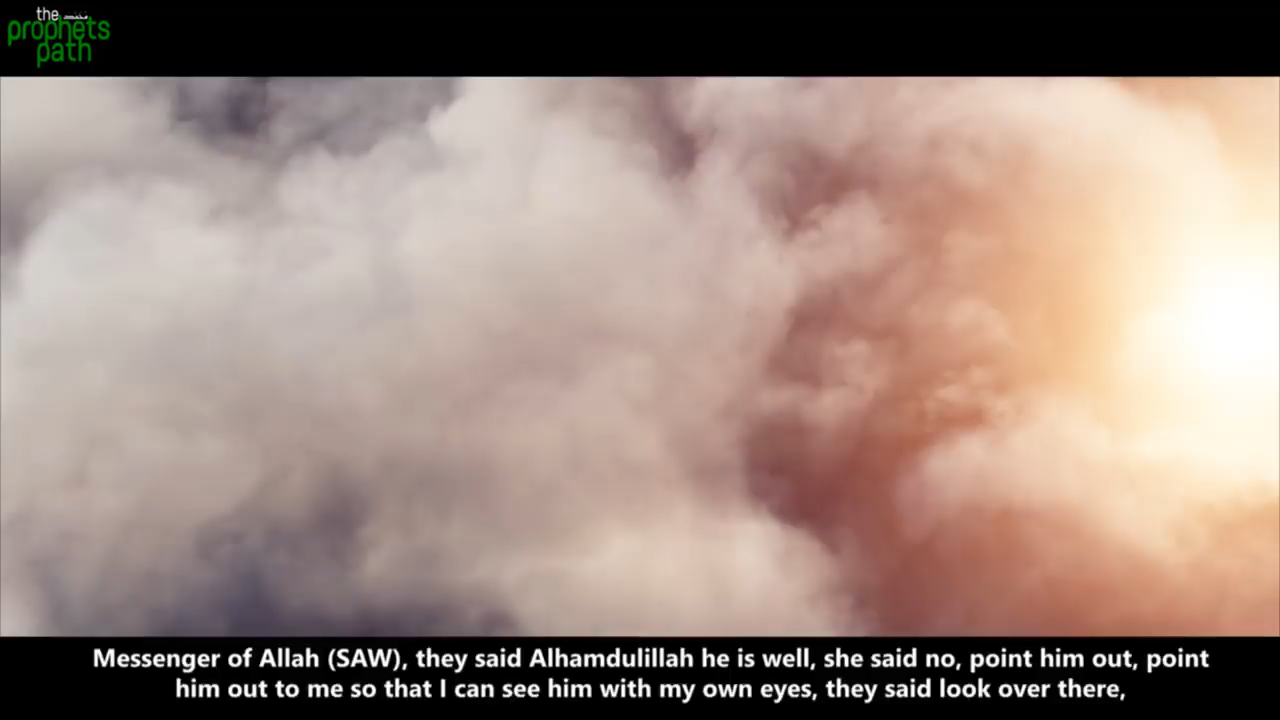 the
prophets
path
Messenger of Allah (SAW), they said Alhamdulillah he is well, she said no, point him out, point
him out to me so that I can see him with my own eyes, they said look over there,